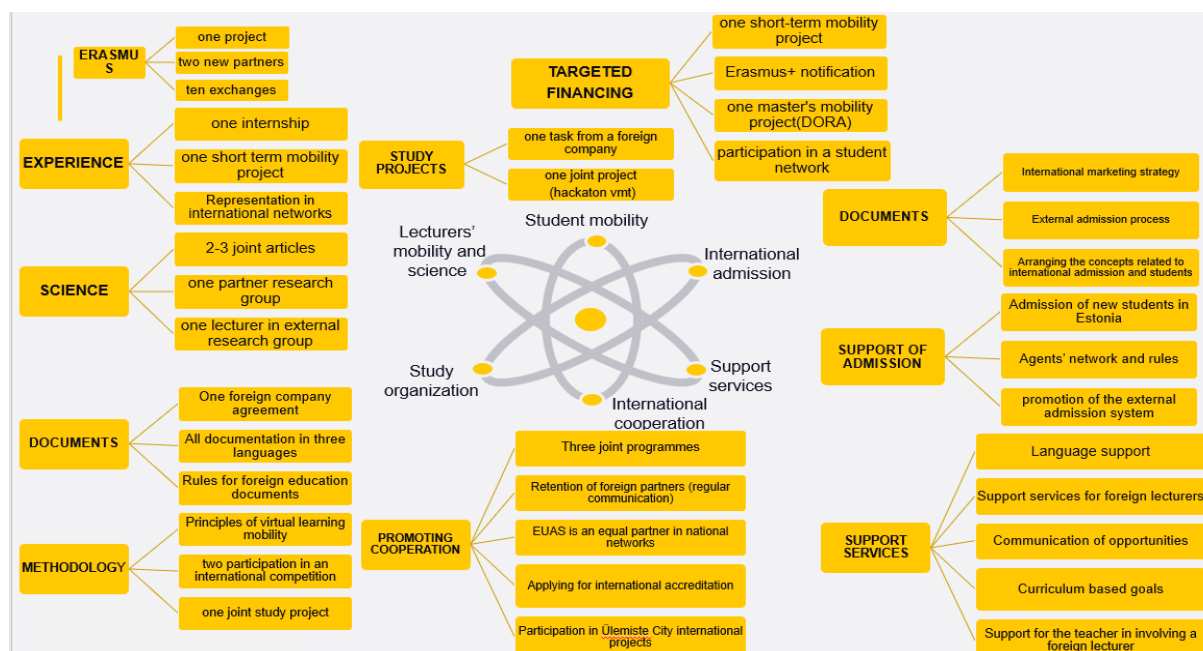 ERASMU
S
one project
two new partners
ten exchanges
EXPERIENCE
one internship
one short term mobility
project
Representation in
international networks
SCIENCE
2-3 joint articles
one partner research
group
one lecturer in external
research group
DOCUMENTS
One foreign company
agreement
All documentation in three
languages
Rules for foreign education
documents
METHODOLOGY
Principles of virtual learning
mobility
two participation in an
international competition
one joint study project
TARGETED
FINANCING
one short-term mobility
project
Erasmus+ notification
one master's mobility
project(DORA)
participation in a student
network
STUDY
PROJECTS
one task from a foreign
company
one joint project
(hackaton vmt)
Student mobility
Lecturers'
mobility and
science
International
admission
Study
organization
Support
services
International
cooperation
PROMOTING
COOPERATION
Three joint programmes
Retention of foreign partners (regular
communication)
EUAS is an equal partner in national
networks
Applying for international accreditation
Participation in Ülemiste City international
projects
DOCUMENTS
International marketing strategy
External admission process
Arranging the concepts related to
international admission and students
SUPPORT OF
ADMISSION
Admission of new students in
Estonia
Agents' network and rules
promotion of the external
admission system
SUPPORT
SERVICES
Language support
Support services for foreign lecturers
Communication of opportunities
Curriculum based goals
Support for the teacher in involving a
foreign lecturer